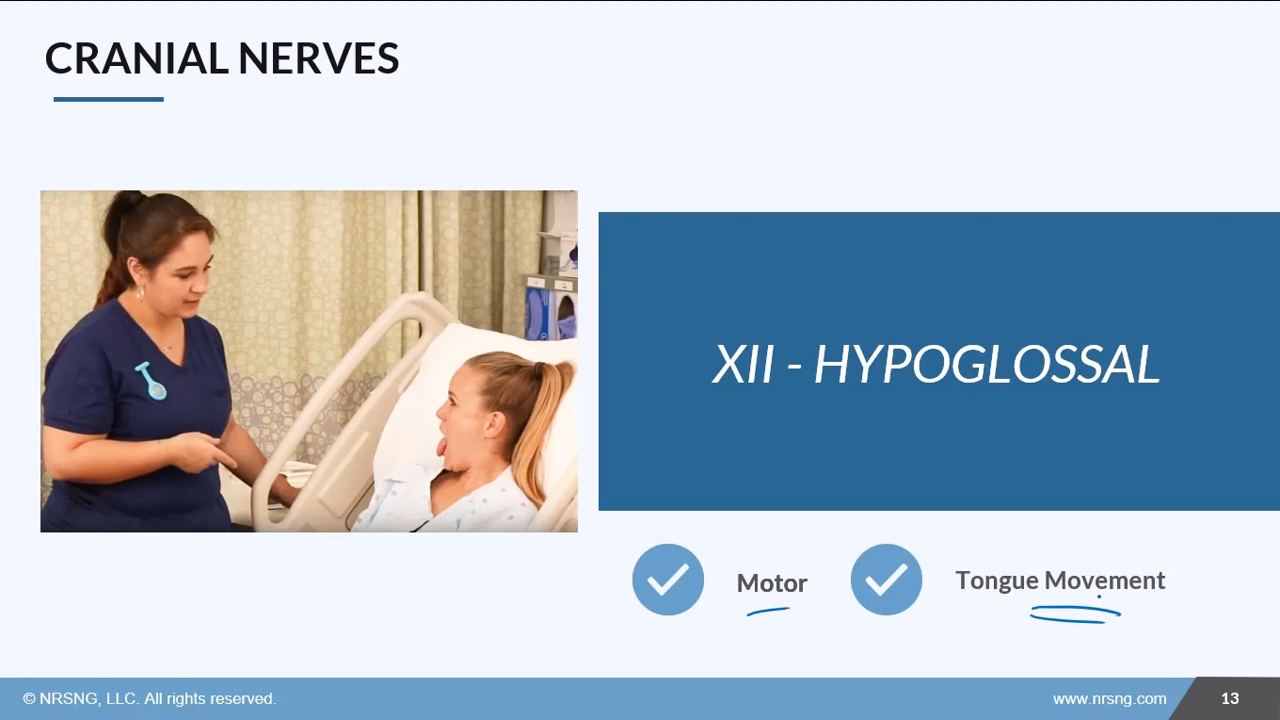 CRANIAL NERVES
XII - HYPOGLOSSAL
Motor
Tongue Movement
© NRSNG, LLC. All rights reserved.
www.nrsng.com
13